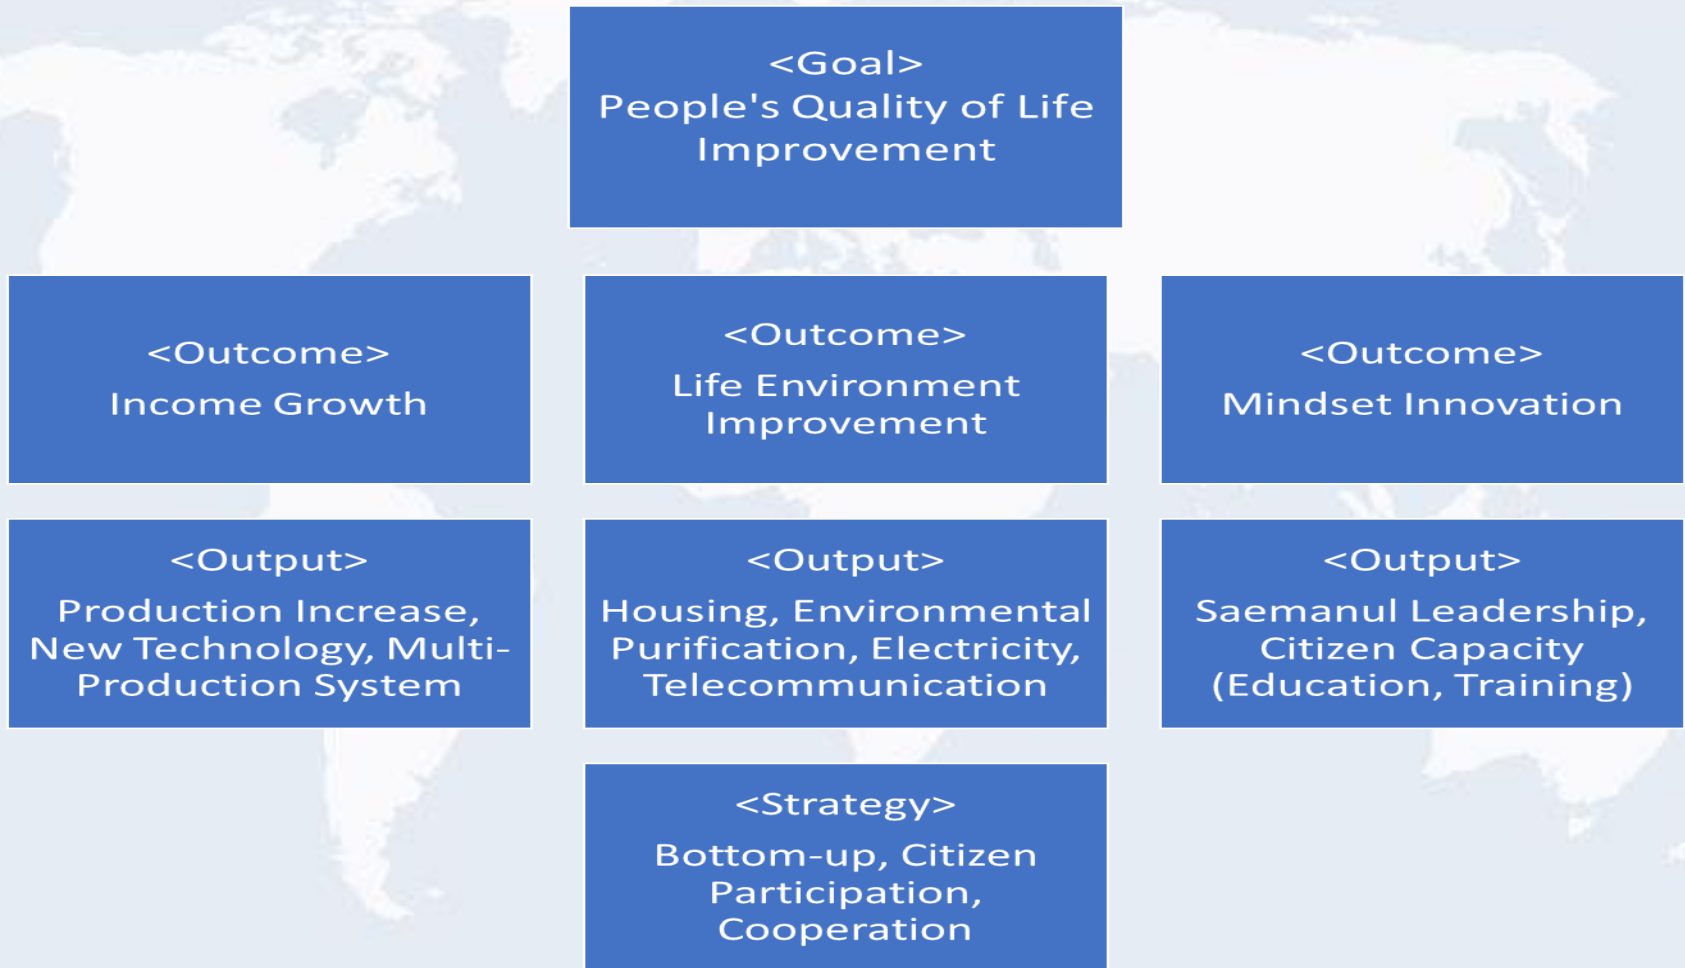 <Goal>
People's Quality of Life
Improvement
<Outcome>
Income Growth
<Outcome>
Life Environment
Improvement
<Outcome>
Mindset Innovation
<Output>
Production Increase,
New Technology, Multi-
Production System
<Output>
Housing, Environmental
Purification, Electricity,
Telecommunication
<Output>
Saemanul Leadership,
Citizen Capacity
(Education, Training)
<Strategy>
Bottom-up, Citizen
Participation,
Cooperation